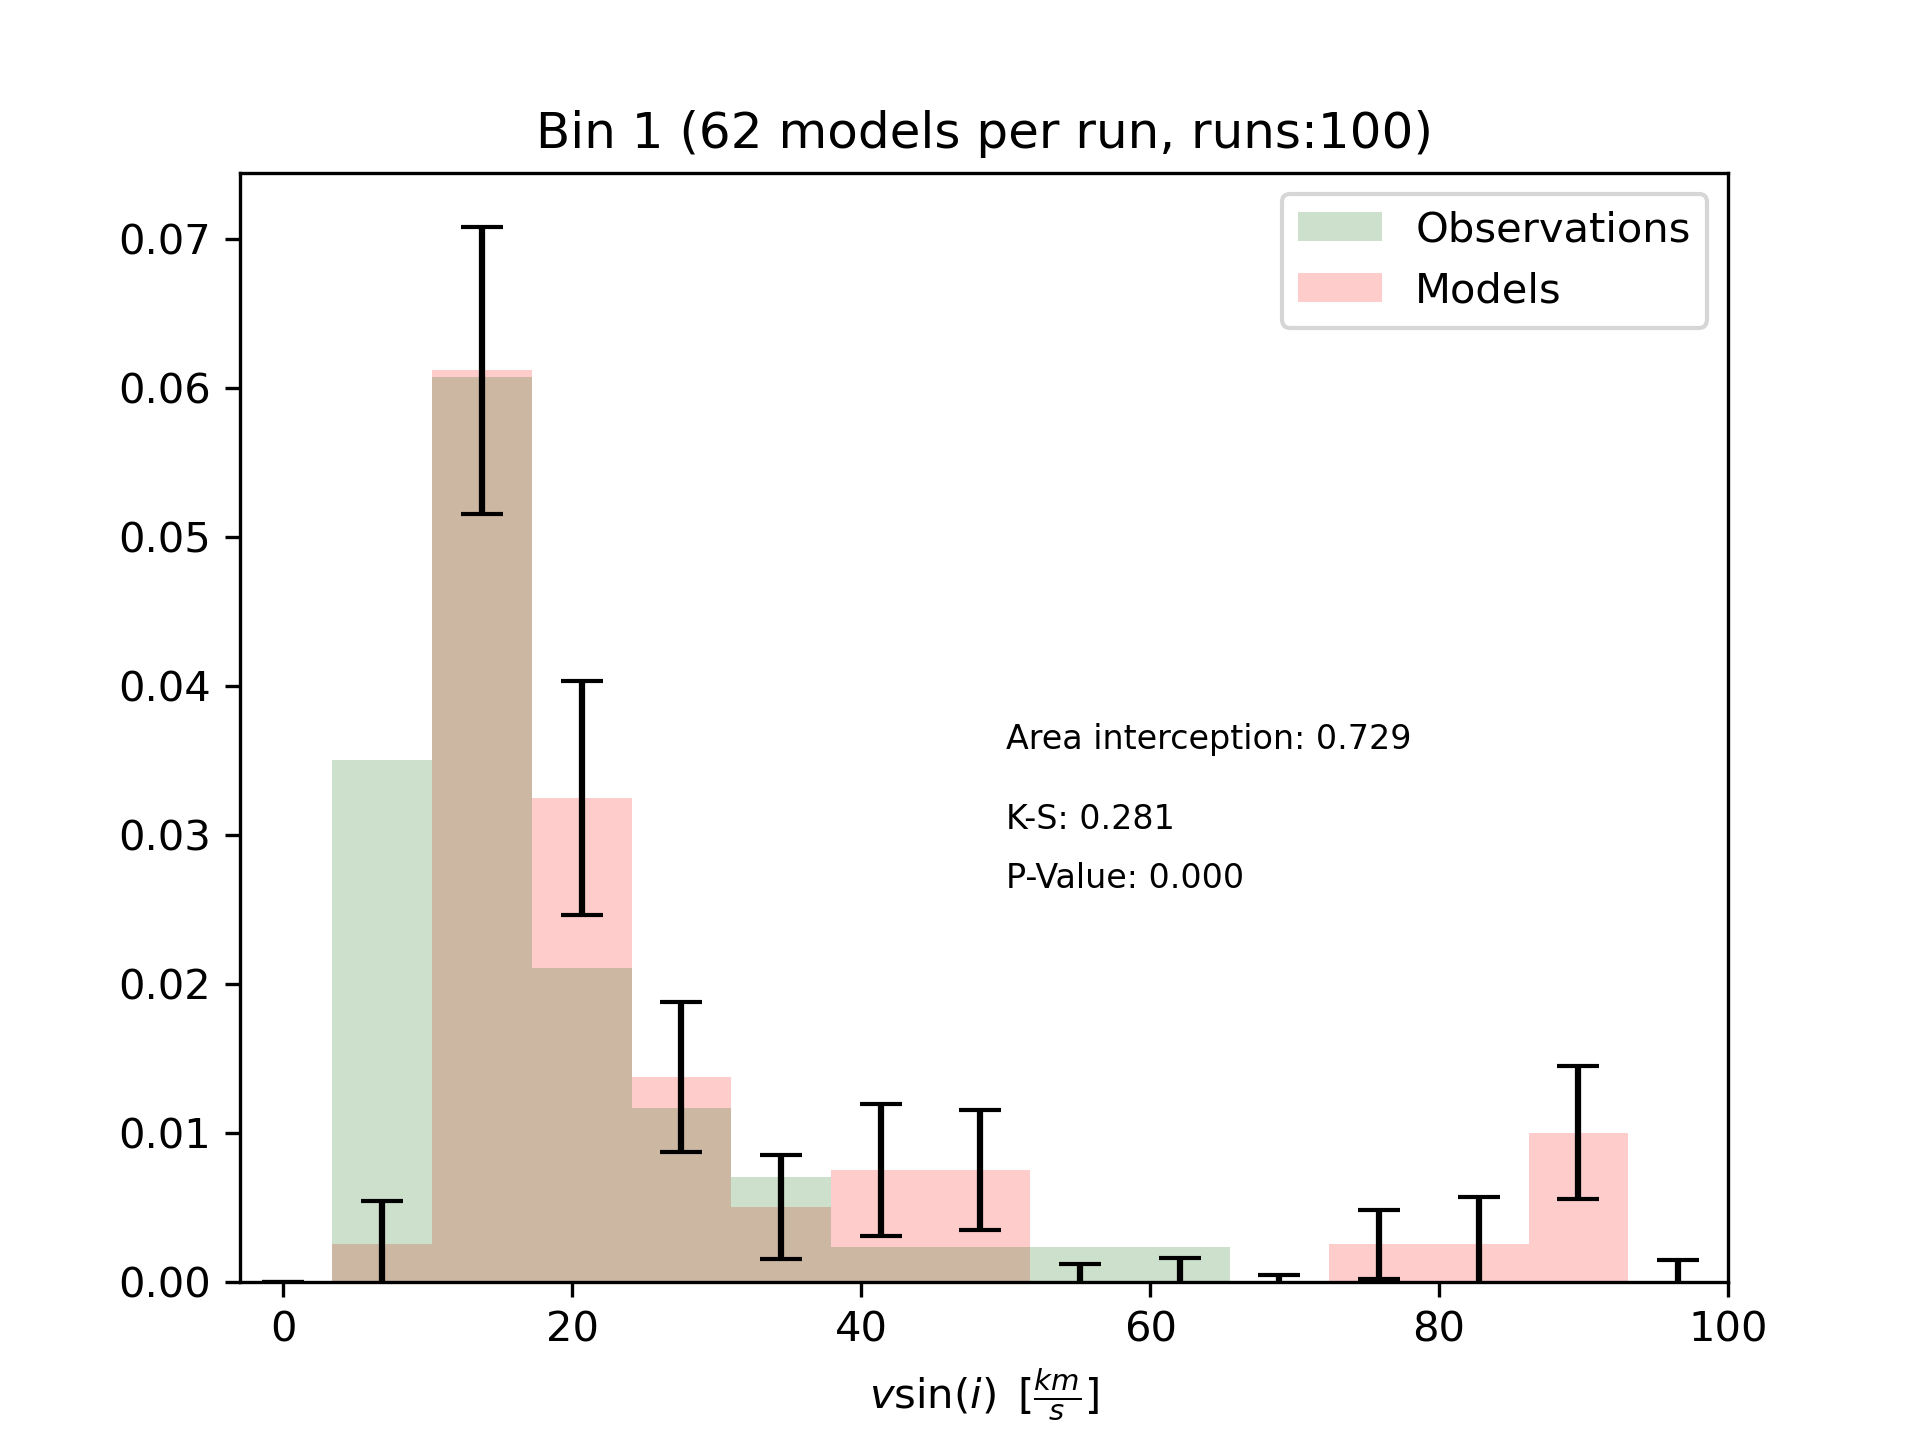 Bin 1 (62 models per run, runs:100)
Observations
Models
0.07
0.06
0.05
0.04
0.03
0.02
0.01
0.00
Area interception: 0.729
K-S: 0.281
P-Value: 0.000
0 20 40 60 80 100
vsin(i) [km/s]